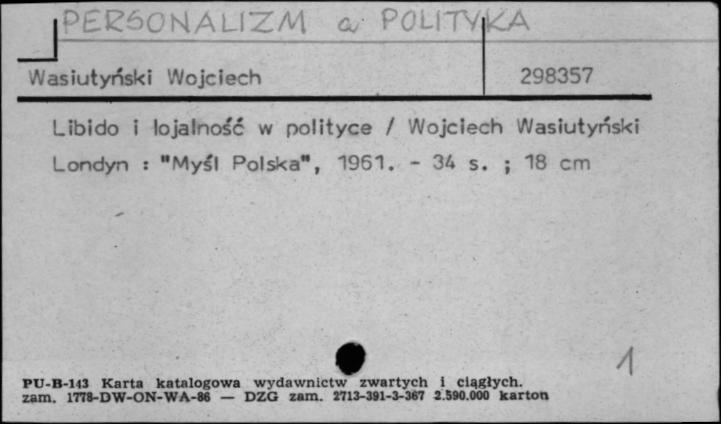 PERSONALIZM a POLITYKA
Wasiutyński Wojciech 298357
Libido i lojalność w polityce / Wojciech Wasiutyński
Londyn : "Myśl Polska", 1961. - 34 s. ; 18 cm
1
PU-B-143 Karta katalogowa wydawnictw zwartych i ciągłych.
zam. 1778-DW-ON-WA-86 — DZG zam. 2713-391-3-367 2.590.000 karton